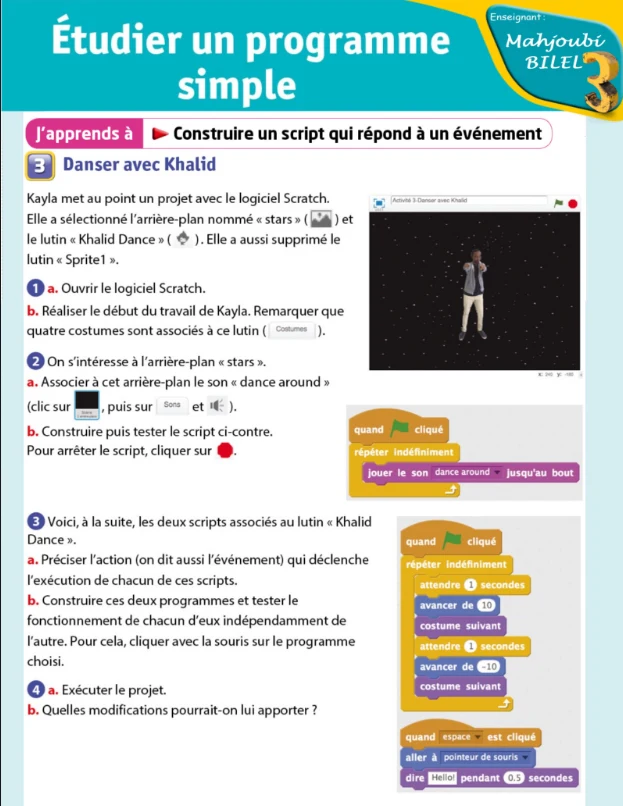 Étudier un programme
simple
Enseignant :
Mahjoubi
BILEL
3
J'apprends à
Construire un script qui répond à un événement
3 Danser avec Khalid
Kayla met au point un projet avec le logiciel Scratch.
Elle a sélectionné l'arrière-plan nommé « stars » ( ) et
le lutin « Khalid Dance » ( ). Elle a aussi supprimé le
lutin « Sprite1 ».
Activité 3-Danser avec Khalid
1 a. Ouvrir le logiciel Scratch.
b. Réaliser le début du travail de Kayla. Remarquer que
quatre costumes sont associés à ce lutin ( Costumes ).
2 On s'intéresse à l'arrière-plan « stars ».
a. Associer à cet arrière-plan le son « dance around »
(clic sur , puis sur Sons et ).
b. Construire puis tester le script ci-contre.
Pour arrêter le script, cliquer sur .
quand cliqué
répéter indéfiniment
jouer le son dance around jusqu'au bout
3 Voici, à la suite, les deux scripts associés au lutin « Khalid
Dance ».
a. Préciser l'action (on dit aussi l'événement) qui déclenche
l'exécution de chacun de ces scripts.
b. Construire ces deux programmes et tester le
fonctionnement de chacun d'eux indépendamment de
l'autre. Pour cela, cliquer avec la souris sur le programme
choisi.
4 a. Exécuter le projet.
b. Quelles modifications pourrait-on lui apporter ?
quand cliqué
répéter indéfiniment
attendre 1 secondes
avancer de 10
costume suivant
attendre 1 secondes
avancer de -10
costume suivant
quand espace est cliqué
aller à pointeur de souris
dire Hello! pendant 0.5 secondes